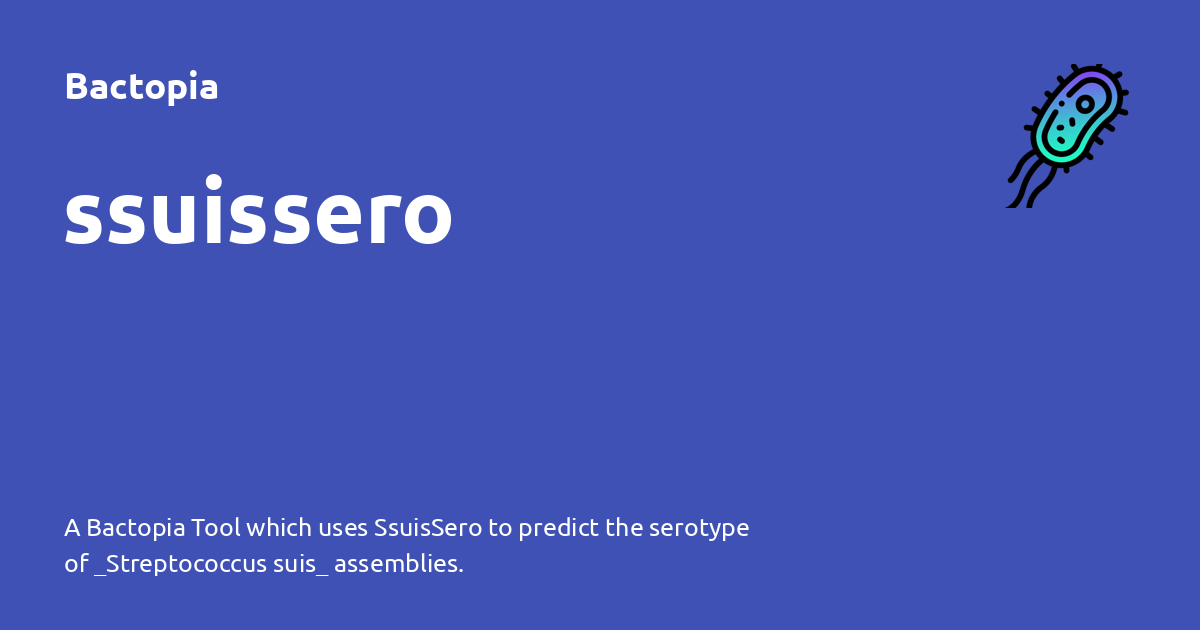 Bactopia
ssuissero
A Bactopia Tool which uses SsuisSero to predict the serotype
of _Streptococcus suis_ assemblies.